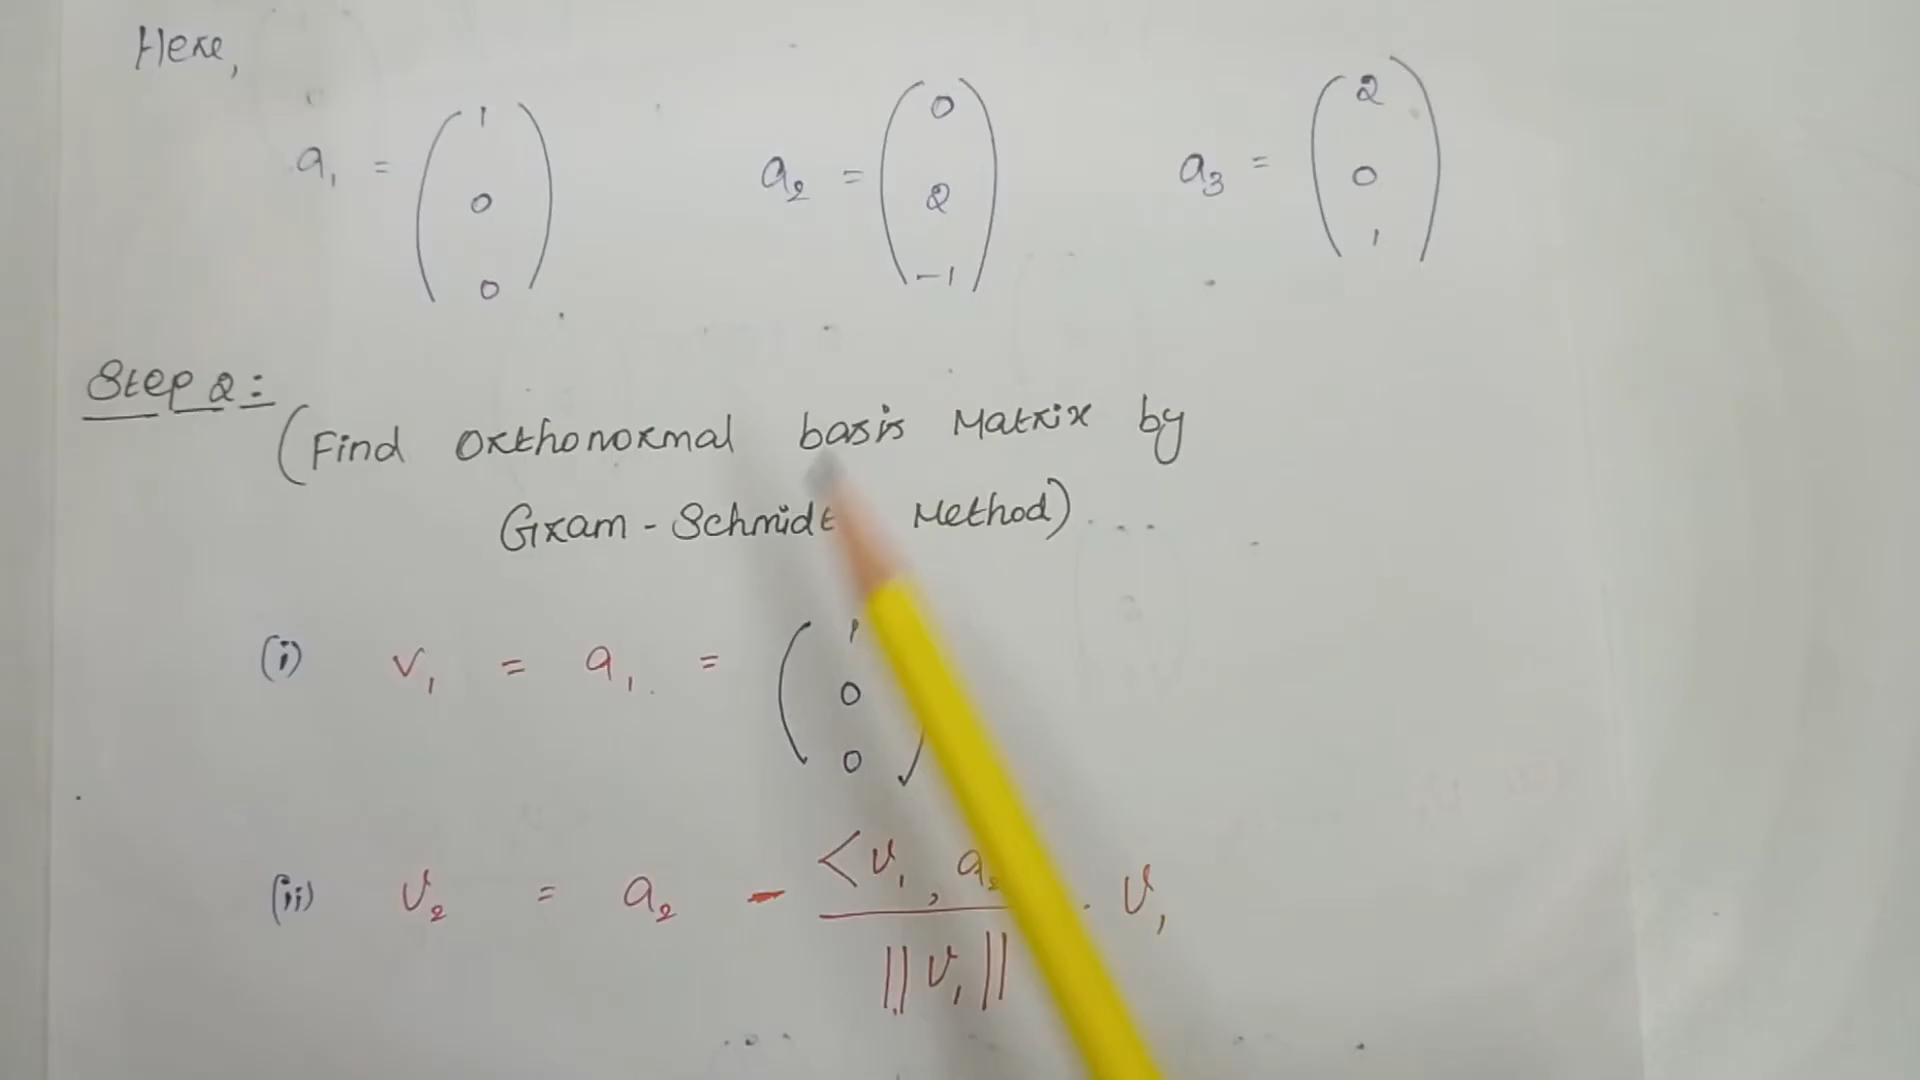 Here,
a₁ = (1 0 0) a₂ = (0 2 -1) a₃ = (2 0 1)
Step 2:
(Find Orthonormal basis Matrix by
Gram - Schmidt Method)
(i) v₁ = a₁ = (1 0 0)
(ii) v₂ = a₂ - <v₁, a₂ / ||v₁|| . v₁